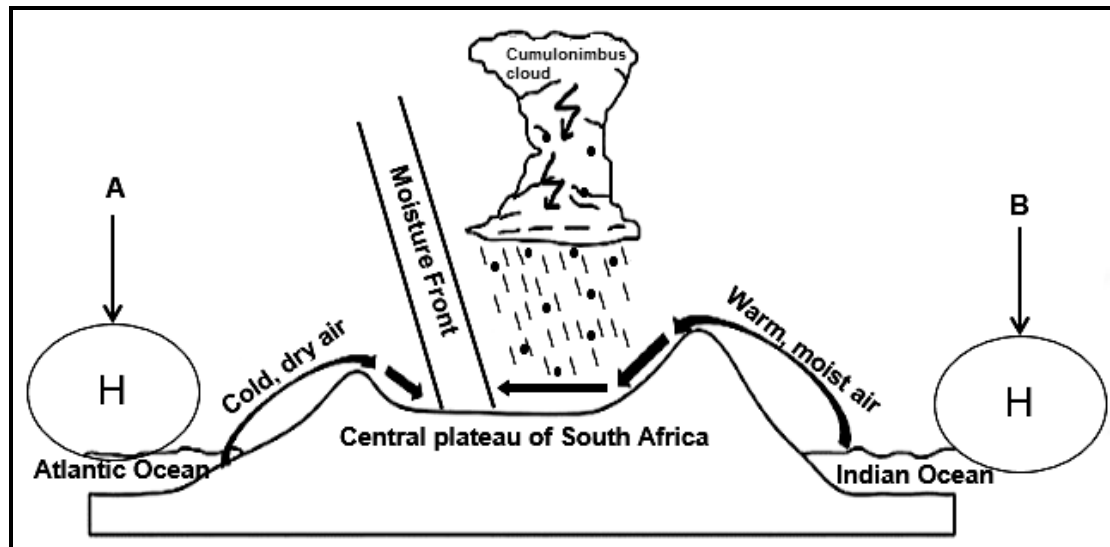 Cumulonimbus
cloud
A
Moisture Front
B
Cold, dry air
Warm, moist air
H
H
Central plateau of South Africa
Atlantic Ocean
Indian Ocean